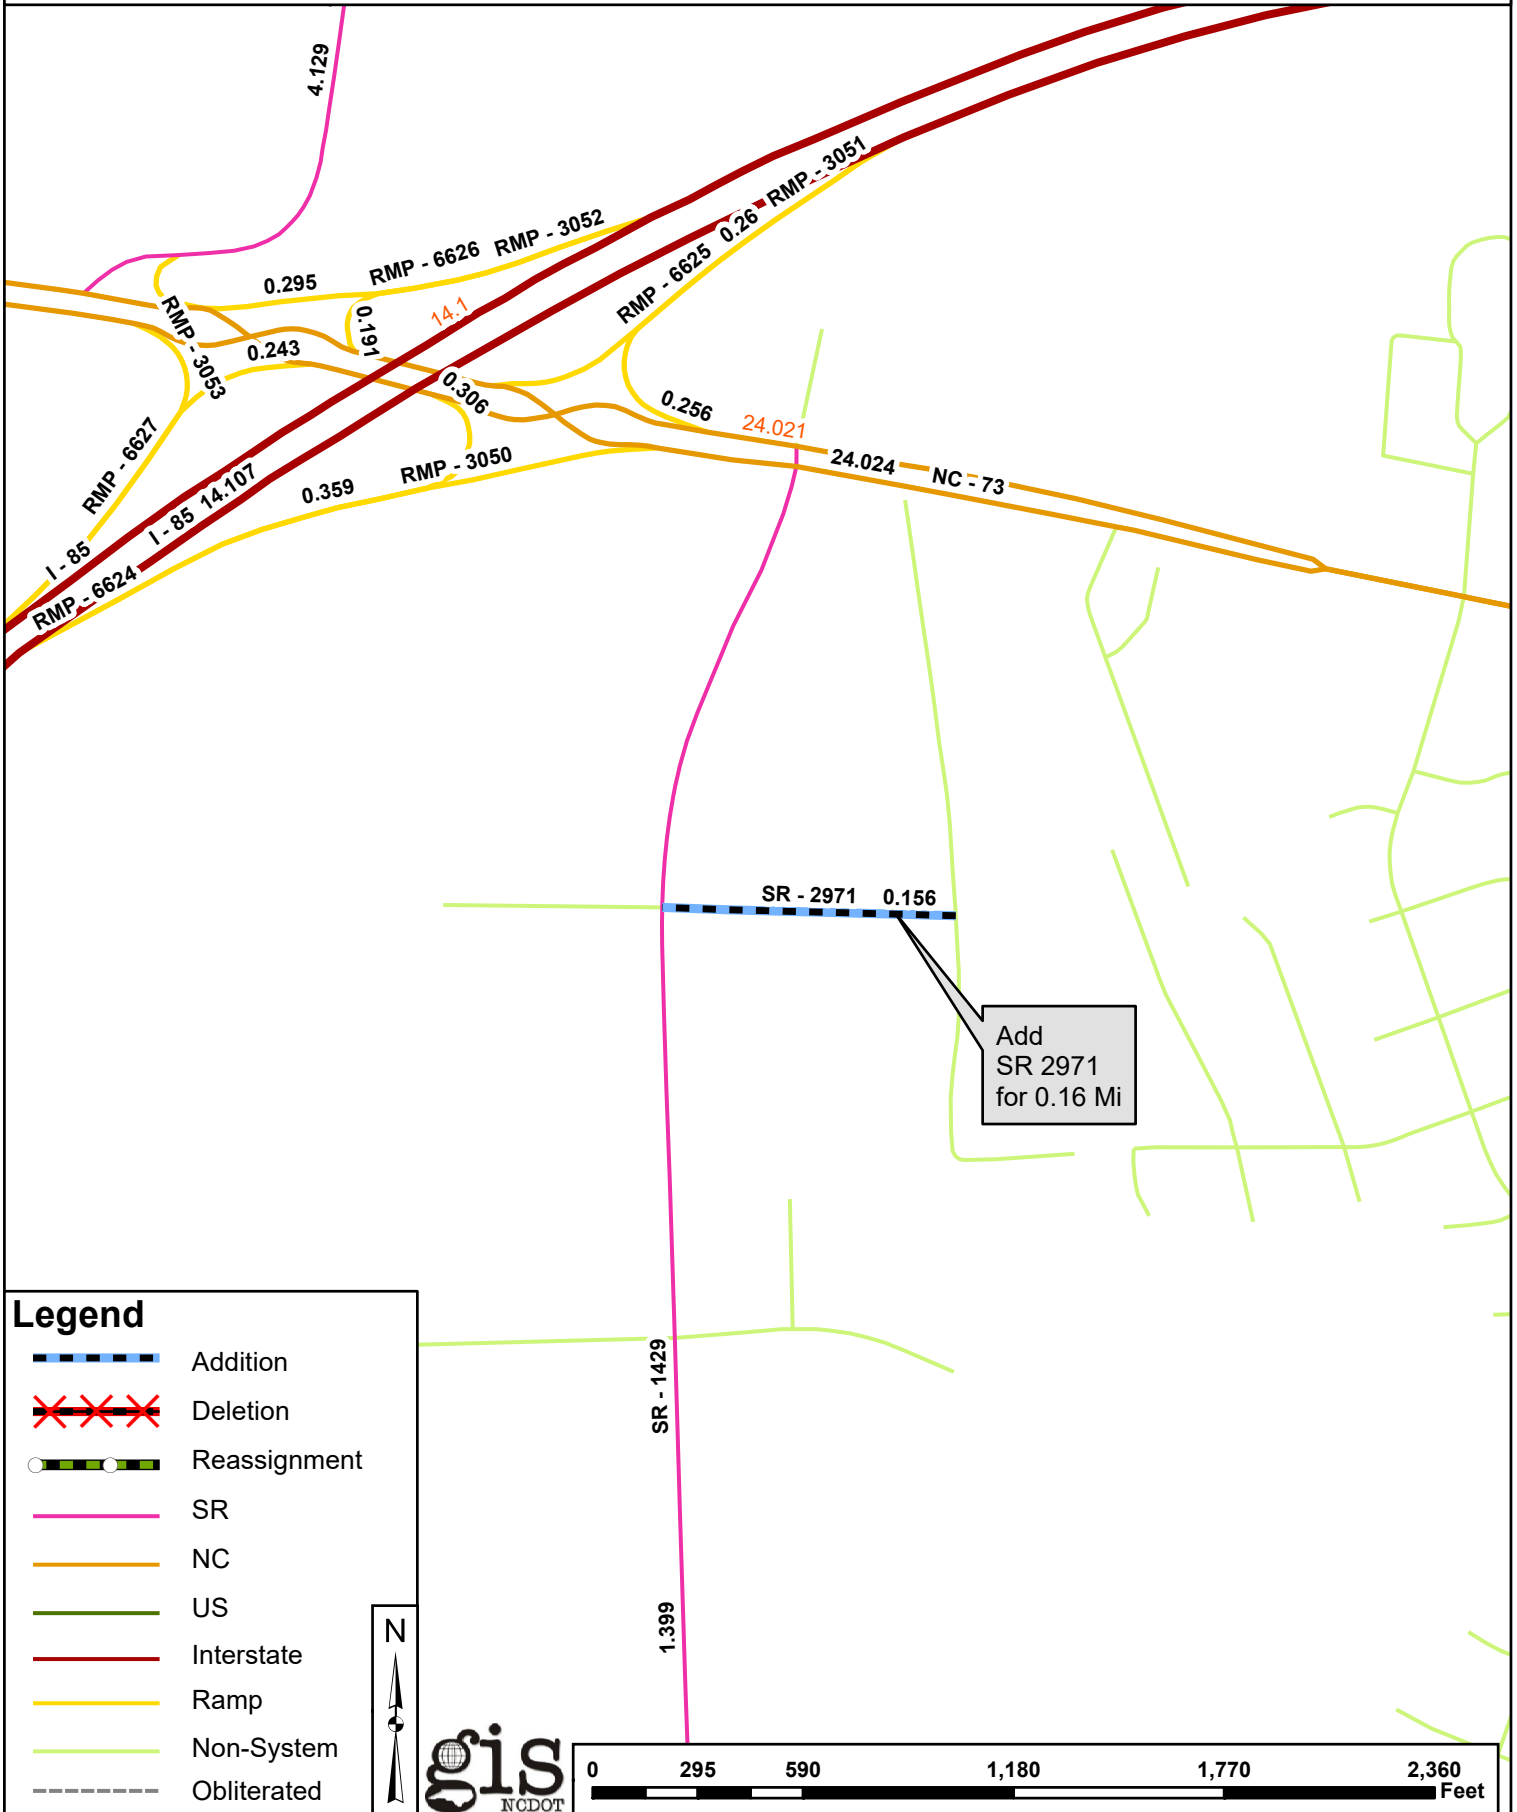 4.129
RMP - 3051
0.26
RMP - 3052
RMP - 6626
0.295
RMP - 6625
14.1
0.191
RMP - 3053
0.243
0.306
0.256
24.021
24.024
NC - 73
RMP - 6627
RMP - 3050
0.359
I - 85 14.107
I - 85
RMP - 6624
SR - 2971 0.156
Add
SR 2971
for 0.16 Mi
SR - 1429
1.399
Legend
Addition
Deletion
Reassignment
SR
NC
US
Interstate
Ramp
Non-System
Obliterated
N
gis
NCDOT
0 295 590 1,180 1,770 2,360
Feet